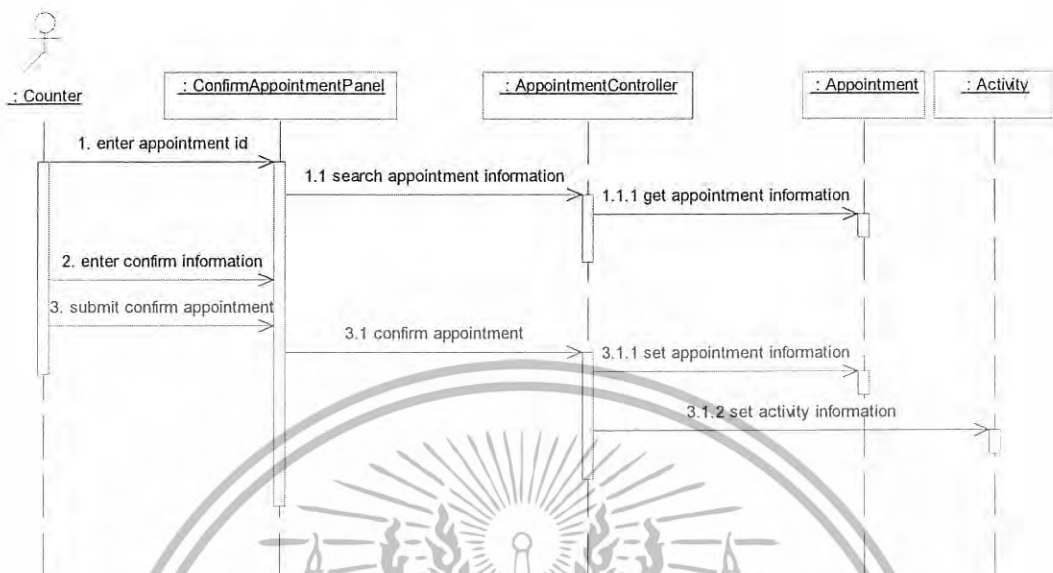 : Counter
: ConfirmAppointmentPanel
: AppointmentController
: Appointment
: Activity
1. enter appointment id
1.1 search appointment information
1.1.1 get appointment information
2. enter confirm information
3. submit confirm appointment
3.1 confirm appointment
3.1.1 set appointment information
3.1.2 set activity information